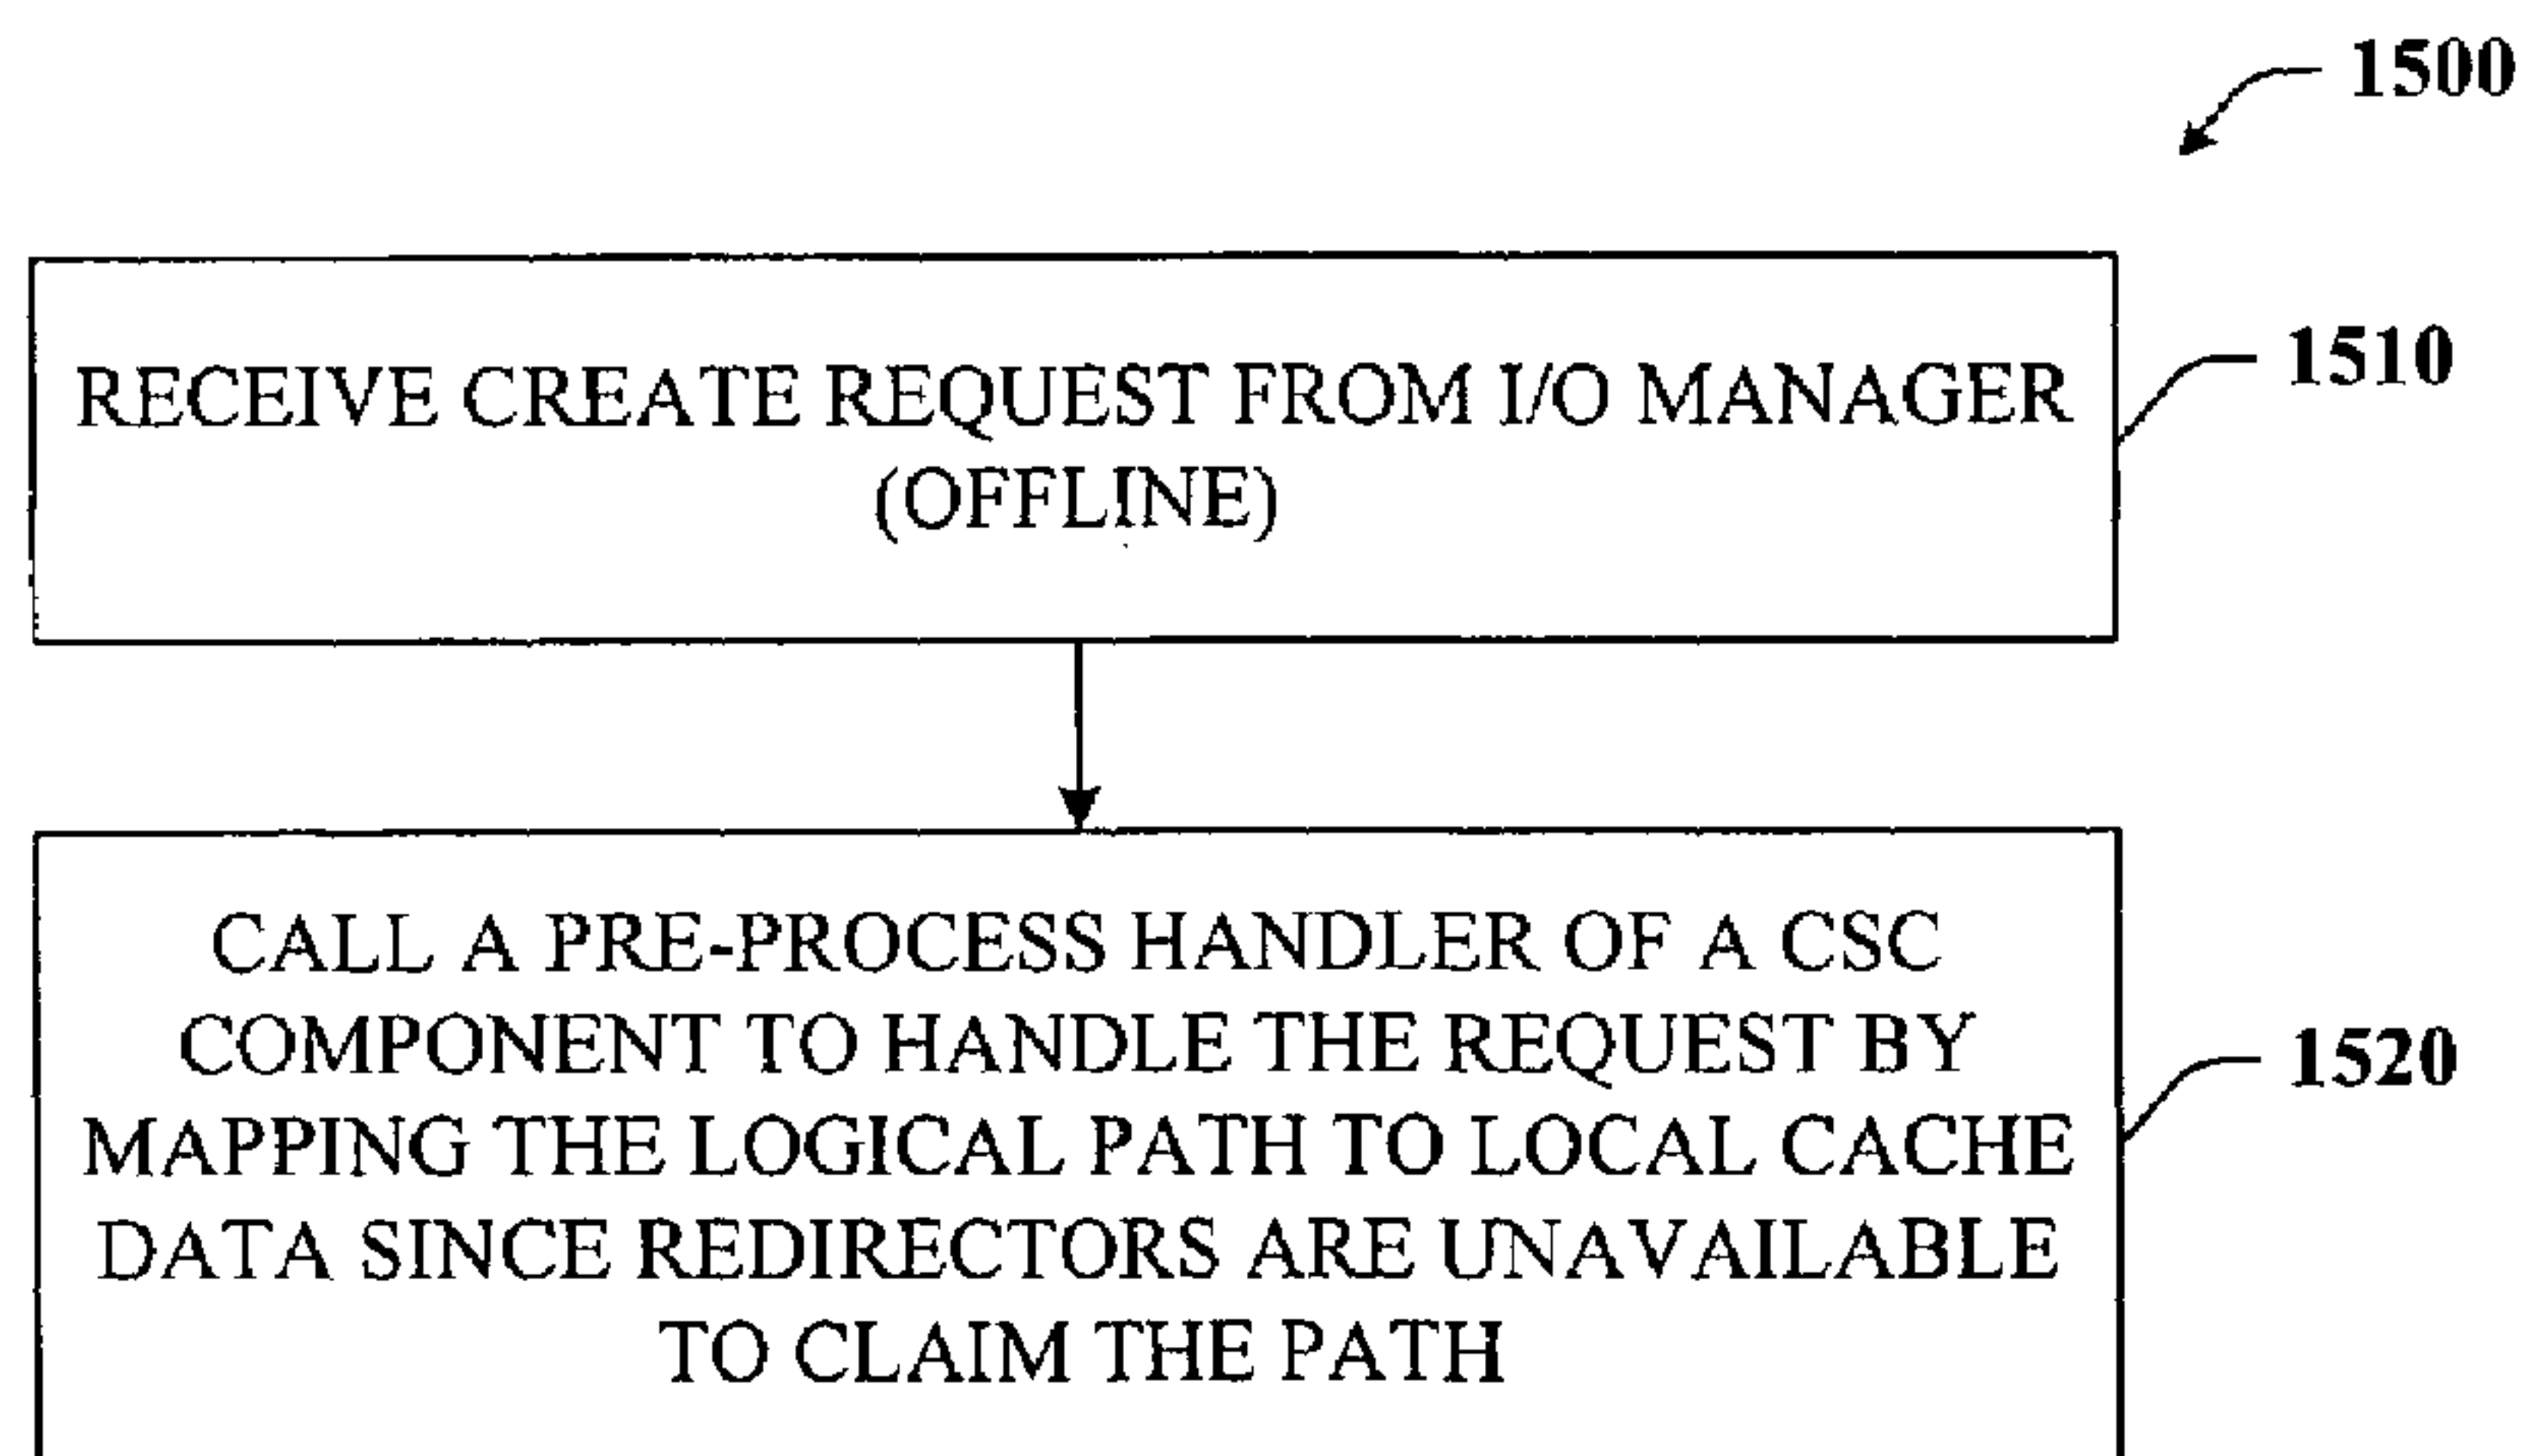 1500
RECEIVE CREATE REQUEST FROM I/O MANAGER
(OFFLINE)
1510
CALL A PRE-PROCESS HANDLER OF A CSC
COMPONENT TO HANDLE THE REQUEST BY
MAPPING THE LOGICAL PATH TO LOCAL CACHE
DATA SINCE REDIRECTORS ARE UNAVAILABLE
TO CLAIM THE PATH
1520